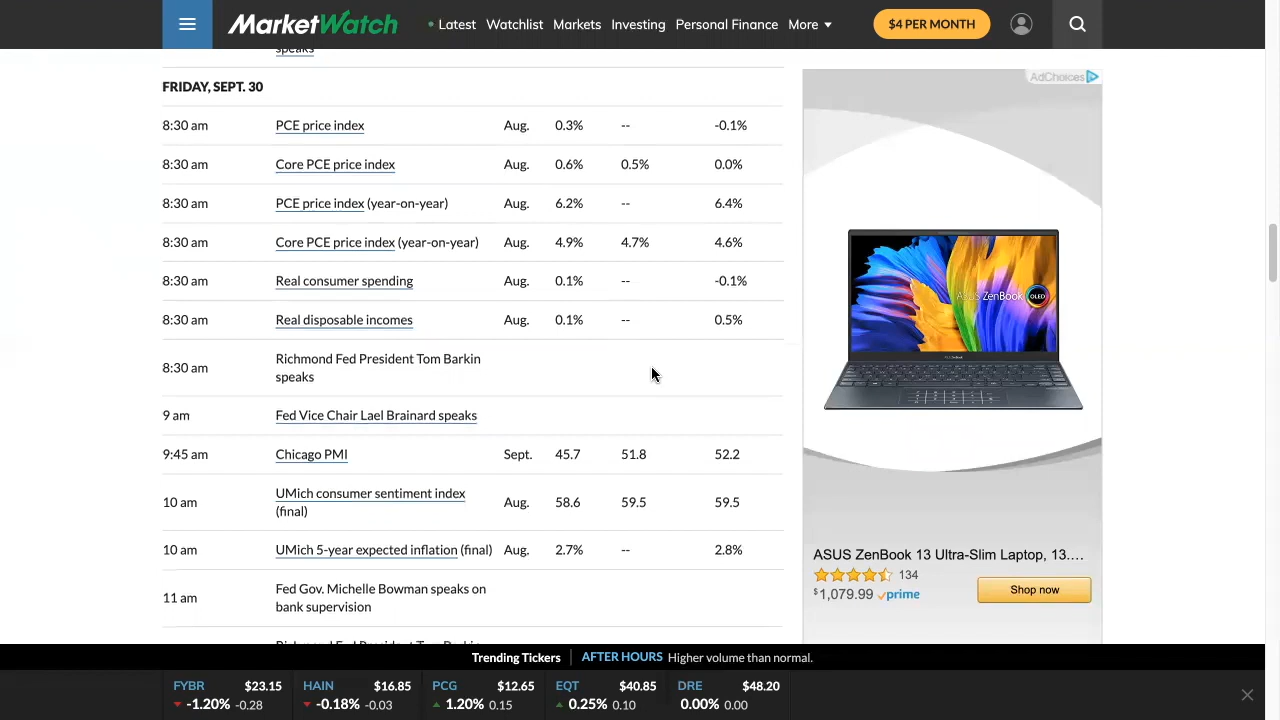 MarketWatch
Latest Watchlist Markets Investing Personal Finance More
$4 PER MONTH
speaks
FRIDAY, SEPT. 30
8:30 am PCE price index Aug. 0.3% -- -0.1%
8:30 am Core PCE price index Aug. 0.6% 0.5% 0.0%
8:30 am PCE price index (year-on-year) Aug. 6.2% -- 6.4%
8:30 am Core PCE price index (year-on-year) Aug. 4.9% 4.7% 4.6%
8:30 am Real consumer spending Aug. 0.1% -- -0.1%
8:30 am Real disposable incomes Aug. 0.1% -- 0.5%
8:30 am Richmond Fed President Tom Barkin
speaks
9 am Fed Vice Chair Lael Brainard speaks
9:45 am Chicago PMI Sept. 45.7 51.8 52.2
10 am UMich consumer sentiment index
(final) Aug. 58.6 59.5 59.5
10 am UMich 5-year expected inflation (final) Aug. 2.7% -- 2.8%
11 am Fed Gov. Michelle Bowman speaks on
bank supervision
AdChoices
ASUS ZenBook OLED
ASUS ZenBook 13 Ultra-Slim Laptop, 13....
134
$1,079.99 prime
Shop now
Trending Tickers AFTER HOURS Higher volume than normal.
FYBR $23.15
-1.20% -0.28
HAIN $16.85
-0.18% -0.03
PCG $12.65
1.20% 0.15
EQT $40.85
0.25% 0.10
DRE $48.20
0.00% 0.00